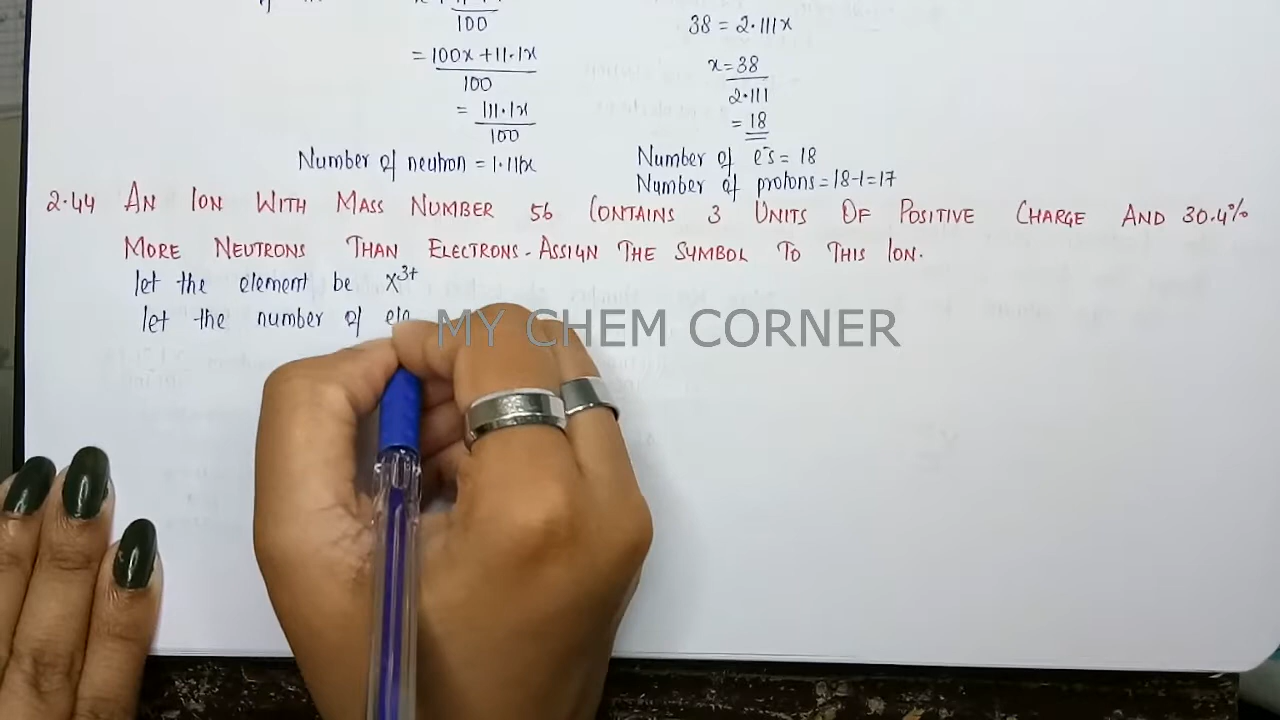 100
= 100x + 11.1x
100
= 111.1x
100
Number of neutron = 1.111x
38 = 2.111x
x = 38
2.111
= 18
Number of e⁻s = 18
Number of protons = 18-1 = 17
2.44 AN ION WITH MASS NUMBER 56 CONTAINS 3 UNITS OF POSITIVE CHARGE AND 30.4%
MORE NEUTRONS THAN ELECTRONS. ASSIGN THE SYMBOL TO THIS ION.
let the element be x³⁺
let the number of ele
MY CHEM CORNER